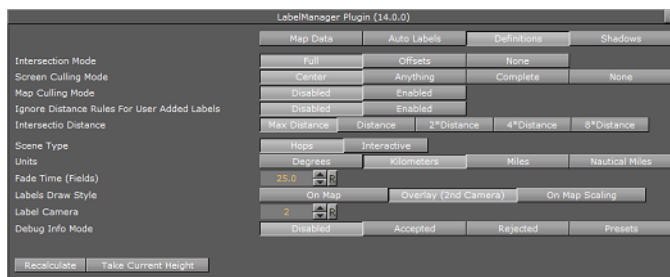 LabelManager Plugin (14.0.0)
Map Data Auto Labels Definitions Shadows
Intersection Mode Full Offsets None
Screen Culling Mode Center Anything Complete None
Map Culling Mode Disabled Enabled
Ignore Distance Rules For User Added Labels Disabled Enabled
Intersectio Distance Max Distance Distance 2*Distance 4*Distance 8*Distance
Scene Type Hops Interactive
Units Degrees Kilometers Miles Nautical Miles
Fade Time (Fields) 25.0 R
Labels Draw Style On Map Overlay (2nd Camera) On Map Scaling
Label Camera 2 R
Debug Info Mode Disabled Accepted Rejected Presets
Recalculate Take Current Height